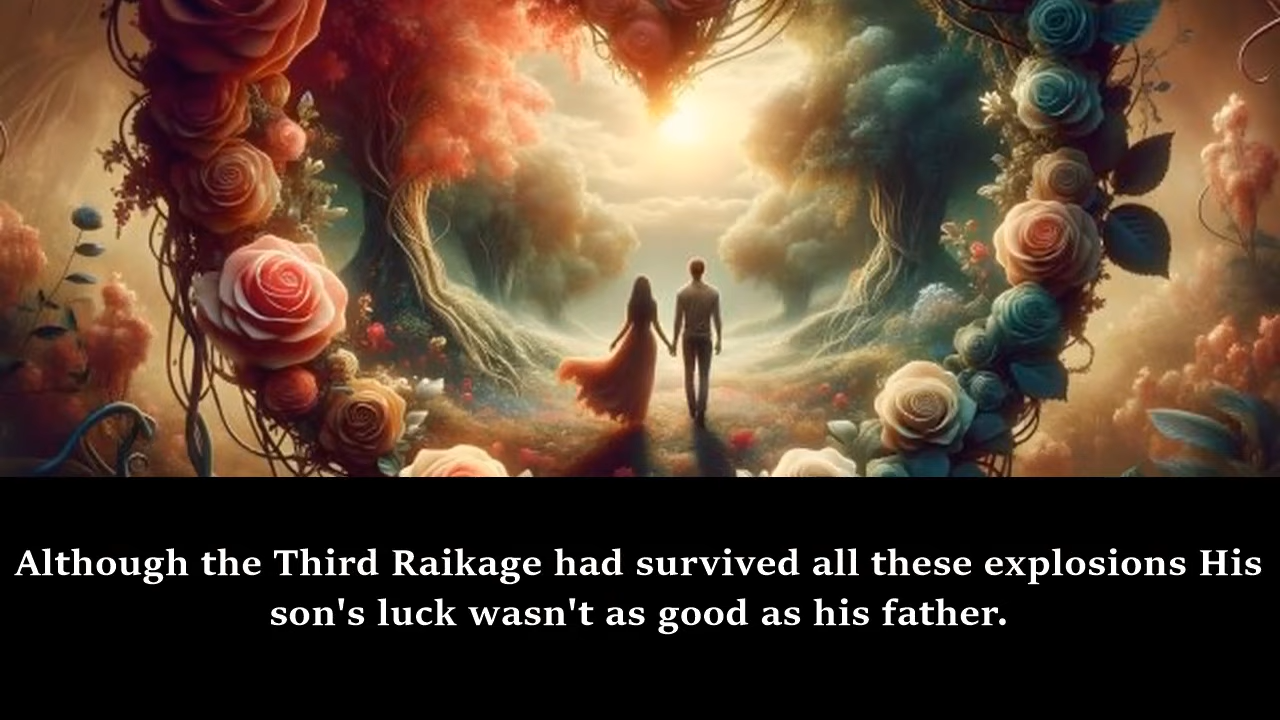 Although the Third Raikage had survived all these explosions His
son's luck wasn't as good as his father.